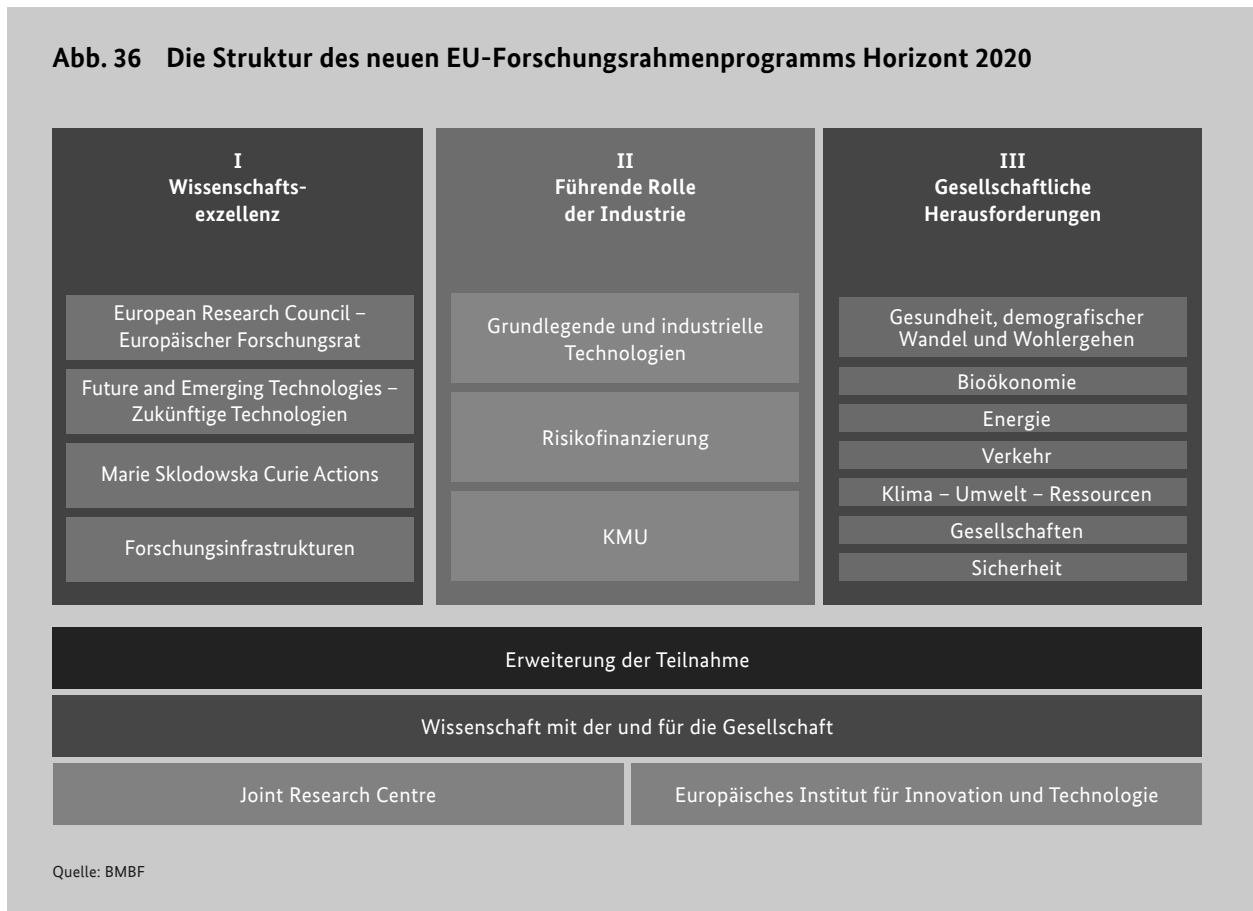 Abb. 36 Die Struktur des neuen EU-Forschungsrahmenprogramms Horizont 2020
I
Wissenschafts-
exzellenz
European Research Council –
Europäischer Forschungsrat
Future and Emerging Technologies –
Zukünftige Technologien
Marie Sklodowska Curie Actions
Forschungsinfrastrukturen
II
Führende Rolle
der Industrie
Grundlegende und industrielle
Technologien
Risikofinanzierung
KMU
III
Gesellschaftliche
Herausforderungen
Gesundheit, demografischer
Wandel und Wohlergehen
Bioökonomie
Energie
Verkehr
Klima – Umwelt – Ressourcen
Gesellschaften
Sicherheit
Erweiterung der Teilnahme
Wissenschaft mit der und für die Gesellschaft
Joint Research Centre
Europäisches Institut für Innovation und Technologie
Quelle: BMBF